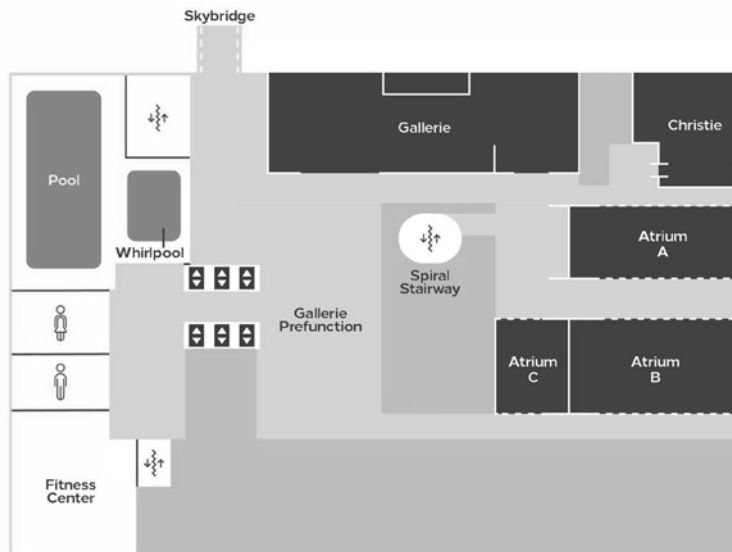 Skybridge
Gallerie
Christie
Pool
Whirlpool
Atrium
A
Spiral
Stairway
Gallerie
Prefunction
Atrium
C
Atrium
B
Fitness
Center